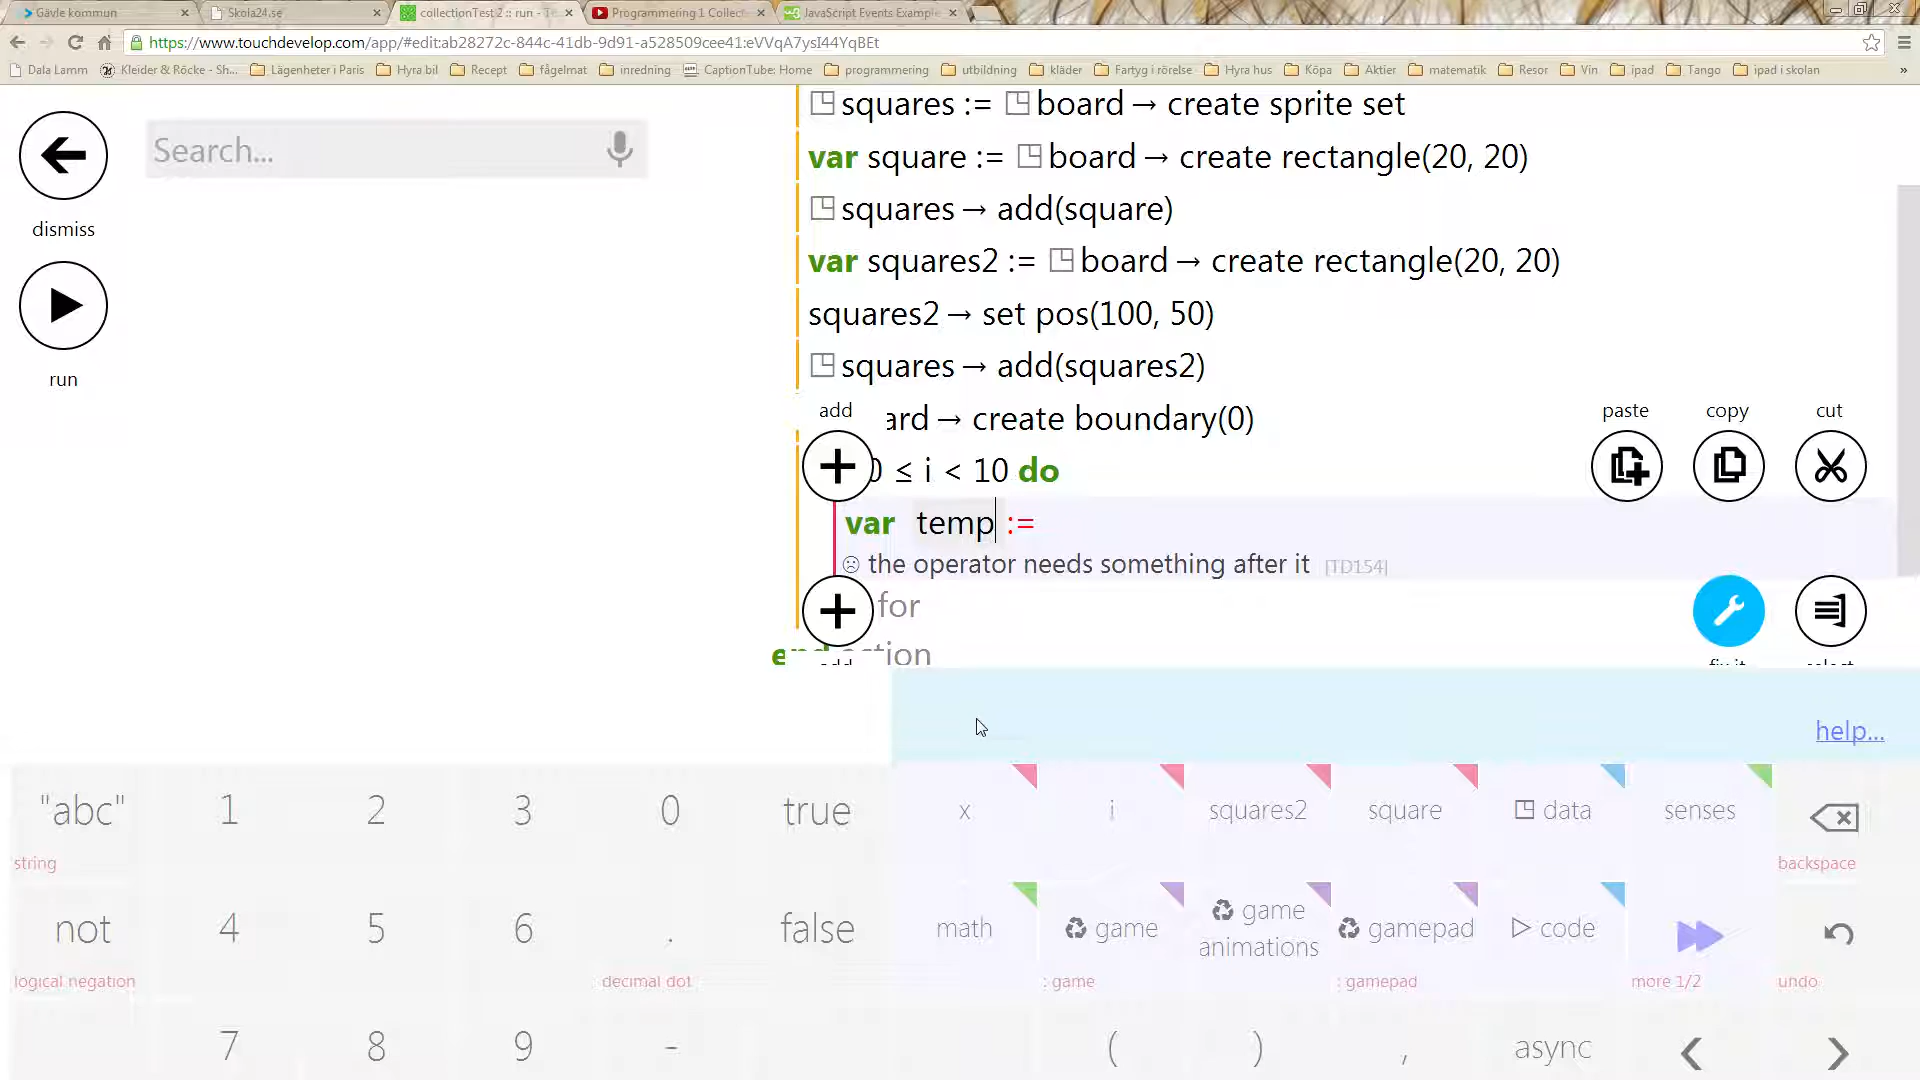 Gävle kommun
Skola24.se
collectionTest 2 :: run - Te
Programmering 1 Collect
JavaScript Events Example
https://www.touchdevelop.com/app/#edit:ab28272c-844c-41db-9d91-a528509cee41:eVVqA7ysI44YqBEt
Dala Lamm
Kleider & Röcke - Sh...
Lägenheter i Paris
Hyra bil
Recept
fågelmat
inredning
CaptionTube: Home
programmering
utbildning
kläder
Fartyg i rörelse
Hyra hus
Köpa
Aktier
matematik
Resor
Vin
ipad
Tango
ipad i skolan
»
dismiss
run
Search...
squares := board → create sprite set
var square := board → create rectangle(20, 20)
squares → add(square)
var squares2 := board → create rectangle(20, 20)
squares2 → set pos(100, 50)
squares → add(squares2)
ard → create boundary(0)
0 ≤ i < 10 do
var temp :=
the operator needs something after it [TD154]
for
add
paste
copy
cut
help...
"abc" 1 2 3 0 true x i squares2 square data senses
string
backspace
not 4 5 6 . false math game game animations gamepad code
logical negation
decimal dot
: game
: gamepad
more 1/2
undo
7 8 9 - ( ) , async